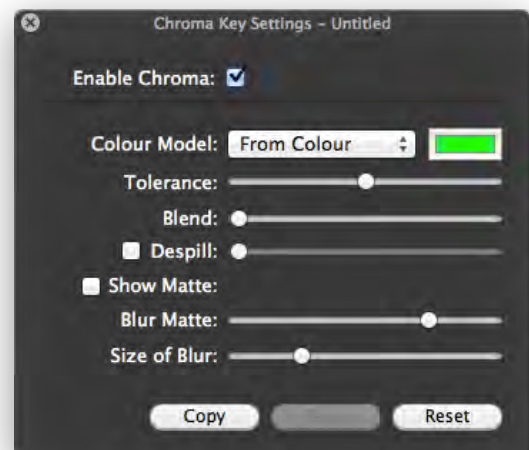 Chroma Key Settings – Untitled
Enable Chroma:
Colour Model: From Colour
Tolerance:
Blend:
Despill:
Show Matte:
Blur Matte:
Size of Blur:
Copy Reset